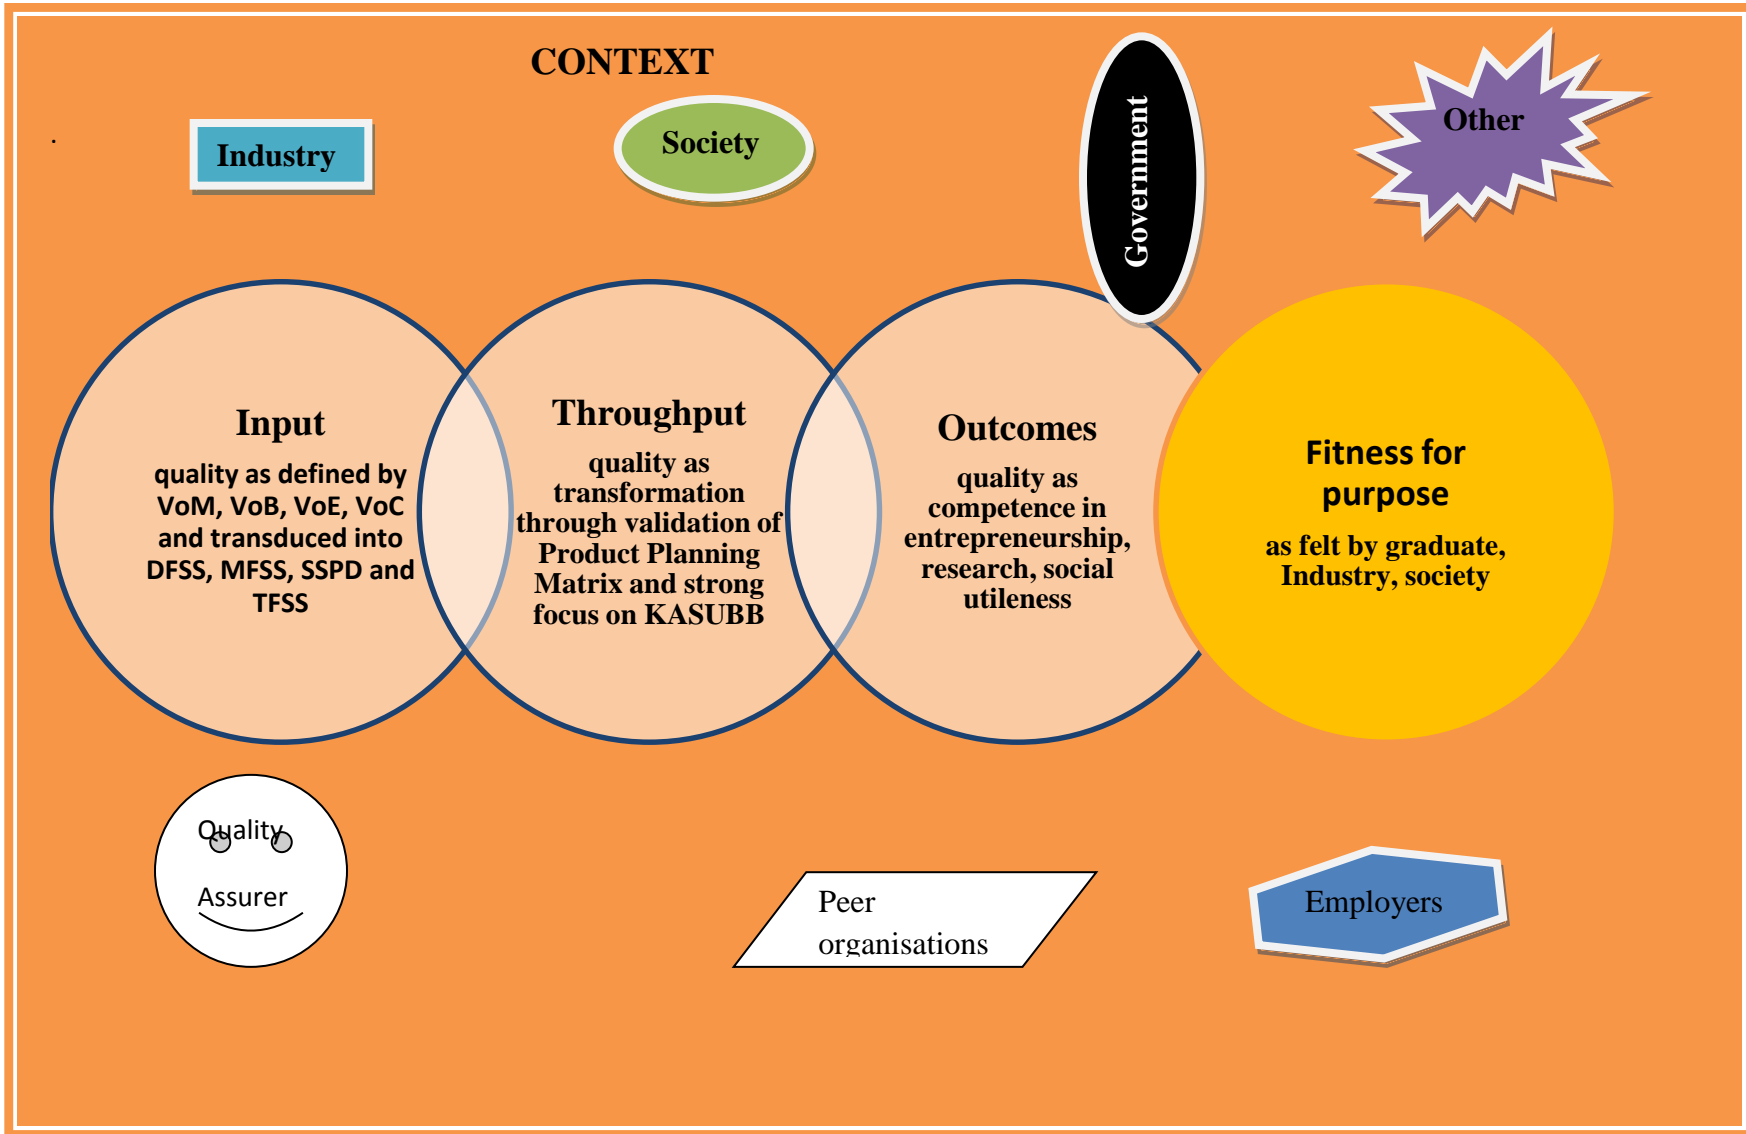 CONTEXT
.
Industry
Society
Government
Other
Input
quality as defined by
VoM, VoB, VoE, VoC
and transduced into
DFSS, MFSS, SSPD and
TFSS
Throughput
quality as
transformation
through validation of
Product Planning
Matrix and strong
focus on KASUBB
Outcomes
quality as
competence in
entrepreneurship,
research, social
utileness
Fitness for
purpose
as felt by graduate,
Industry, society
Quality
Assurer
Peer
organisations
Employers